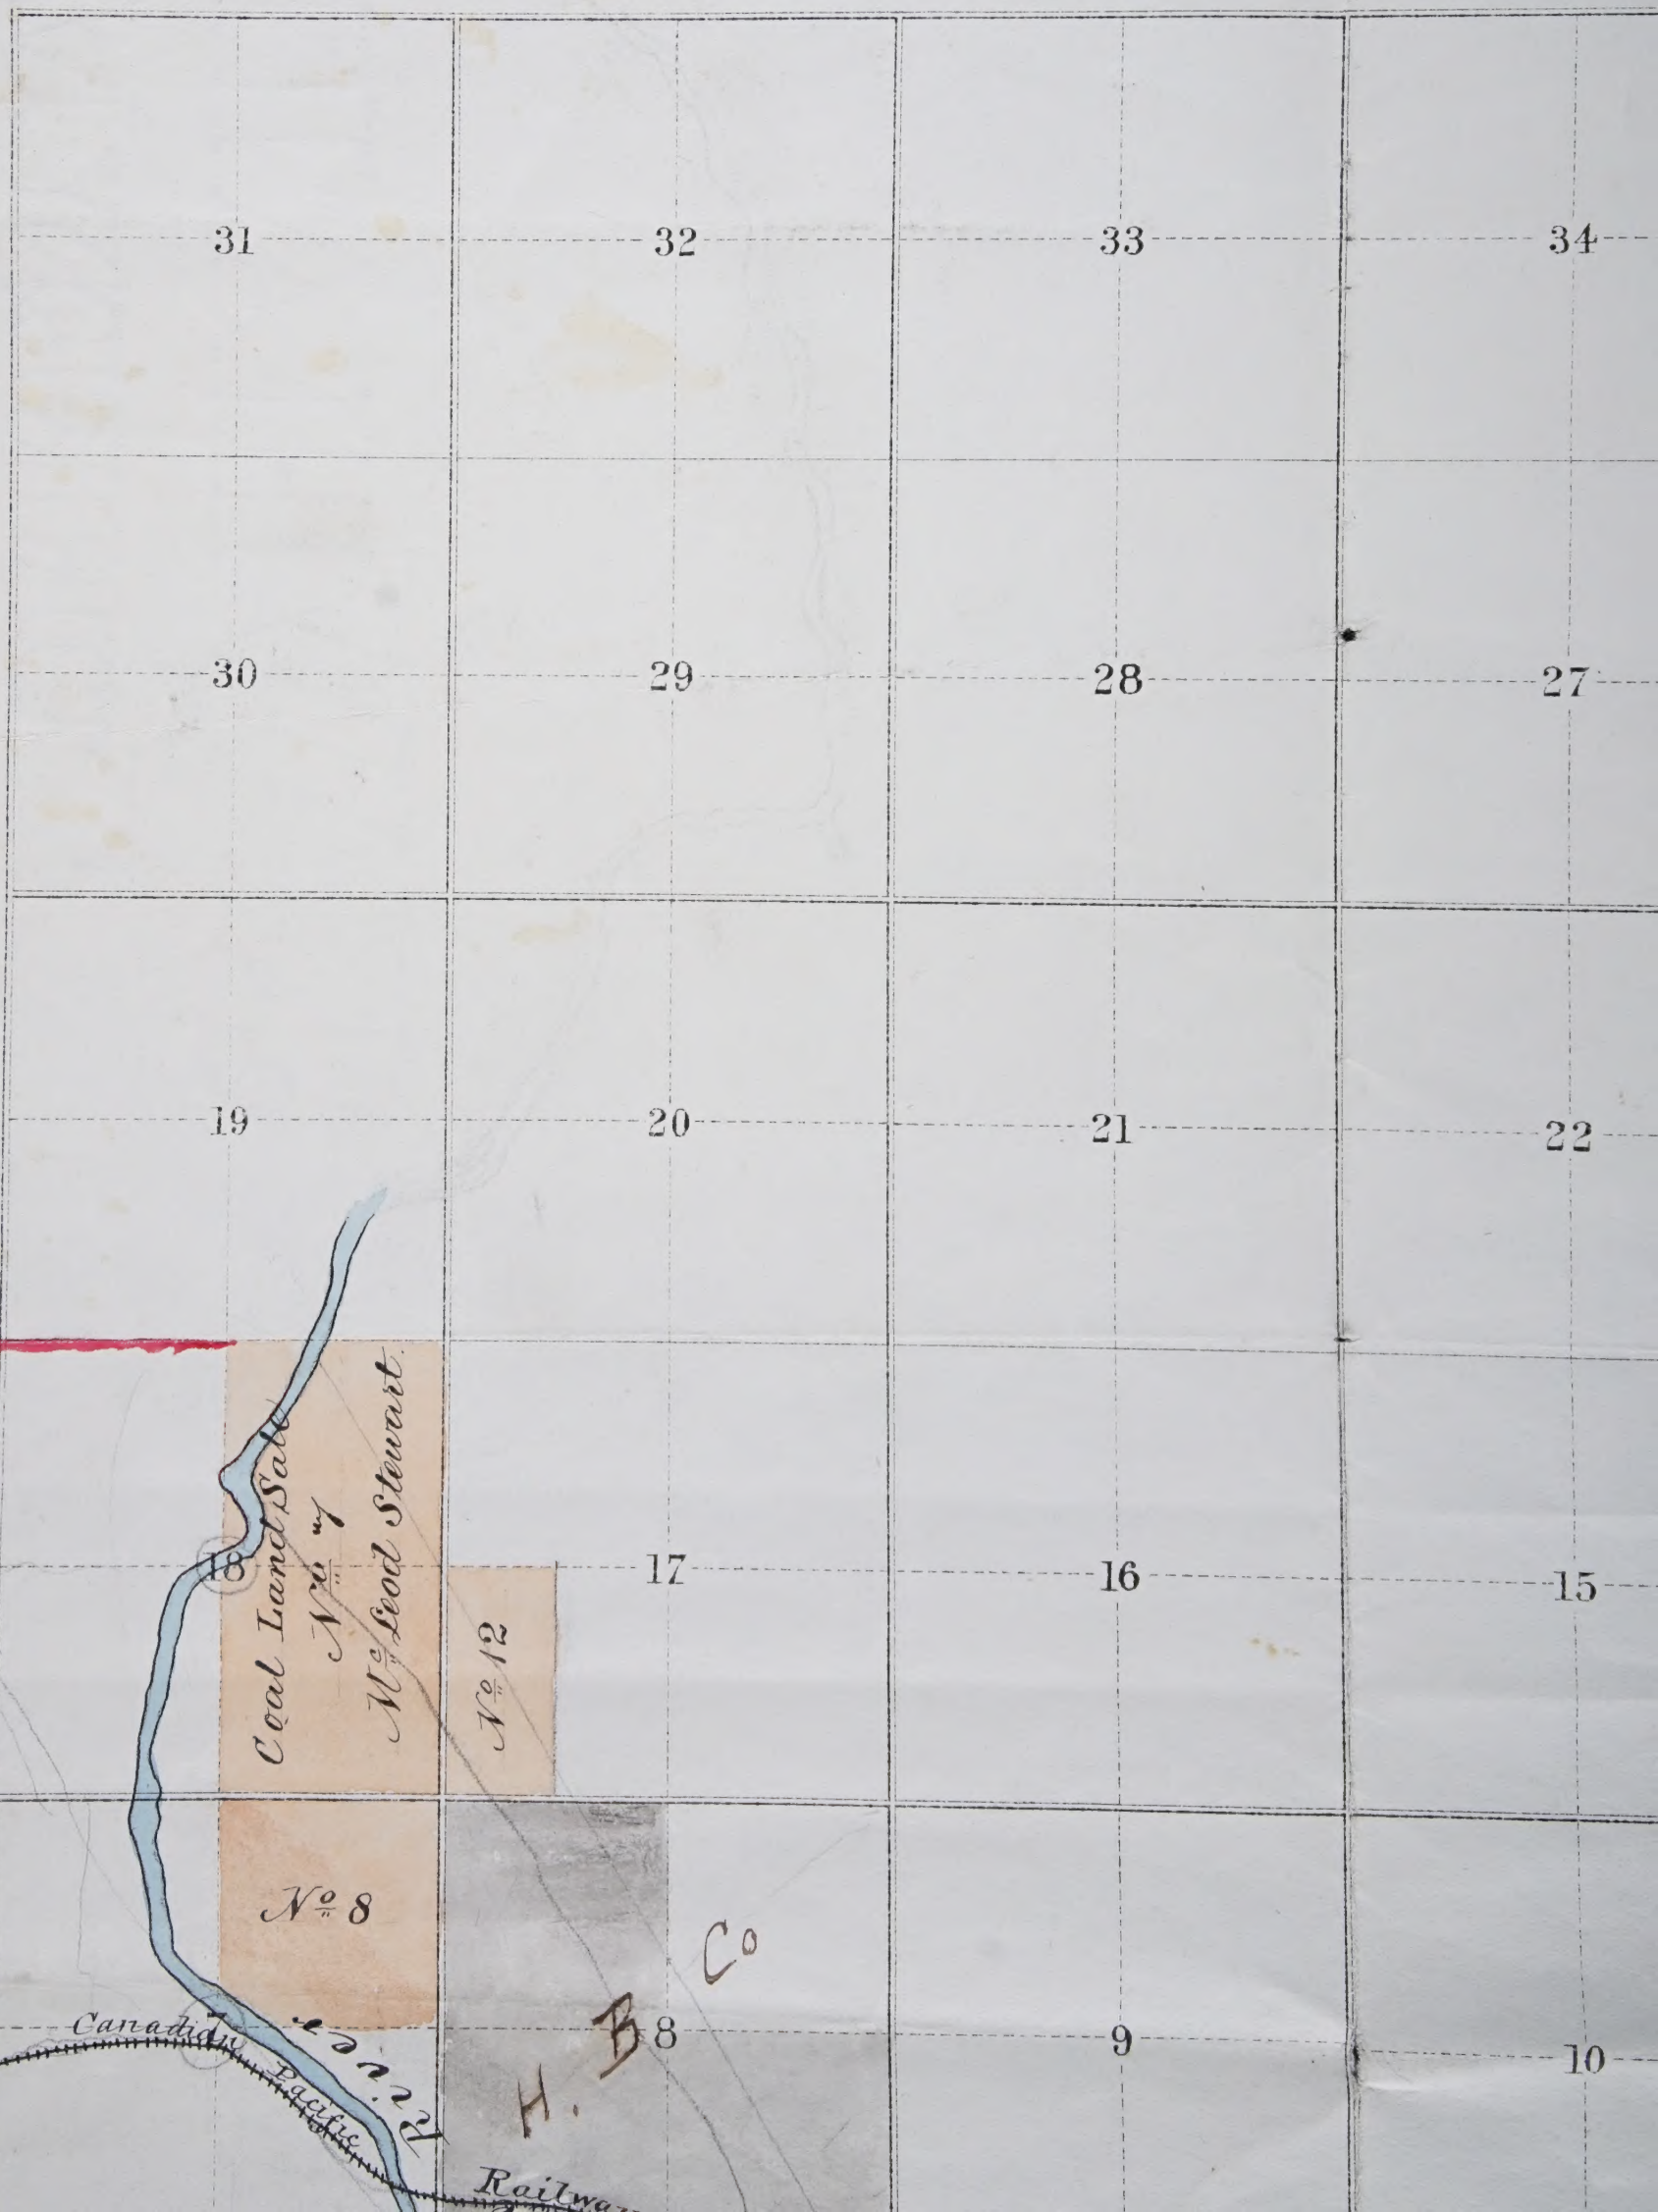 31 32 33 34
30 29 28 27
19 20 21 22
18 17 16 15
Coal Land Sale
Nº
McLeod Stewart.
Nº 12
Nº 8
H. B Co
8 9 10
Canadian Pacific Railway
River